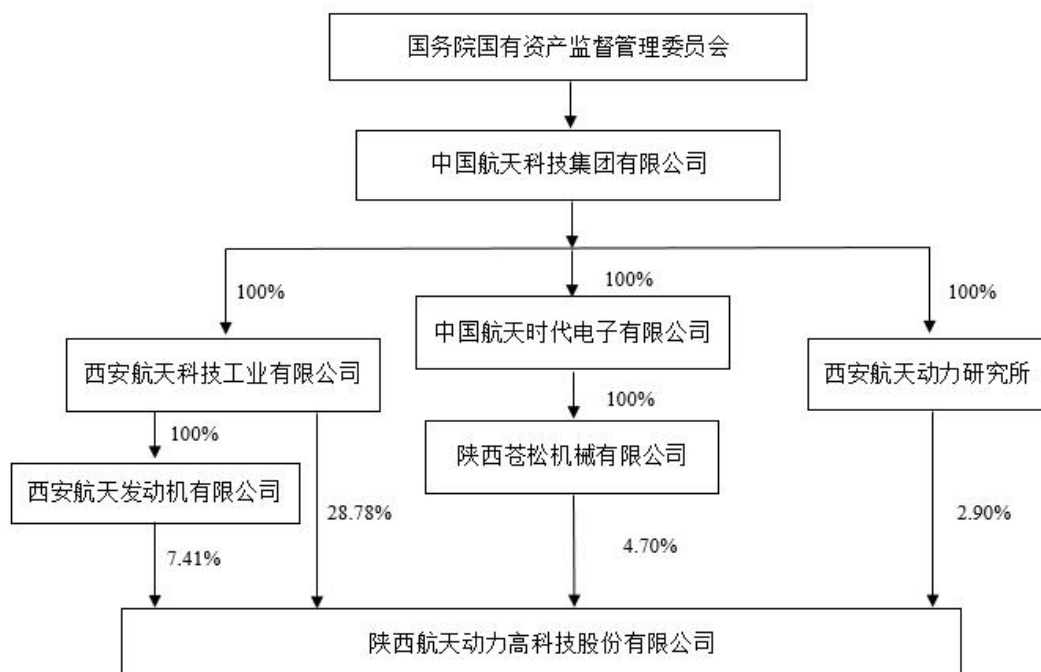 国务院国有资产监督管理委员会
中国航天科技集团有限公司
100%
100%
100%
中国航天时代电子有限公司
西安航天科技工业有限公司
西安航天动力研究所
100%
100%
陕西苍松机械有限公司
西安航天发动机有限公司
28.78%
2.90%
7.41%
4.70%
陕西航天动力高科技股份有限公司